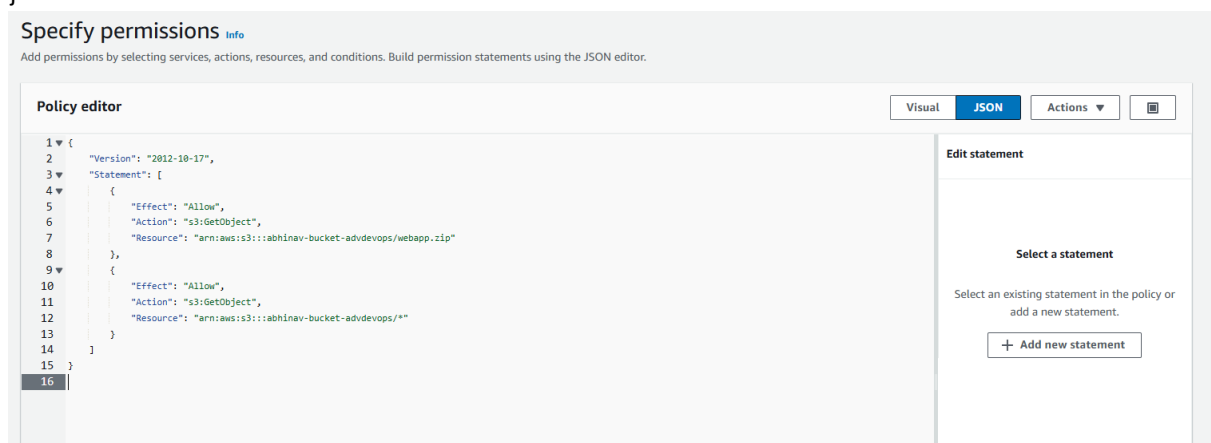 Specify permissions Info
Add permissions by selecting services, actions, resources, and conditions. Build permission statements using the JSON editor.
Policy editor
Visual JSON Actions ▼
1 ▼ {
2 "Version": "2012-10-17",
3 ▼ "Statement": [
4 ▼ {
5 "Effect": "Allow",
6 "Action": "s3:GetObject",
7 "Resource": "arn:aws:s3:::abhinav-bucket-advdevops/webapp.zip"
8 },
9 ▼ {
10 "Effect": "Allow",
11 "Action": "s3:GetObject",
12 "Resource": "arn:aws:s3:::abhinav-bucket-advdevops/*"
13 }
14 ]
15 }
16
Edit statement
Select a statement
Select an existing statement in the policy or
add a new statement.
+ Add new statement